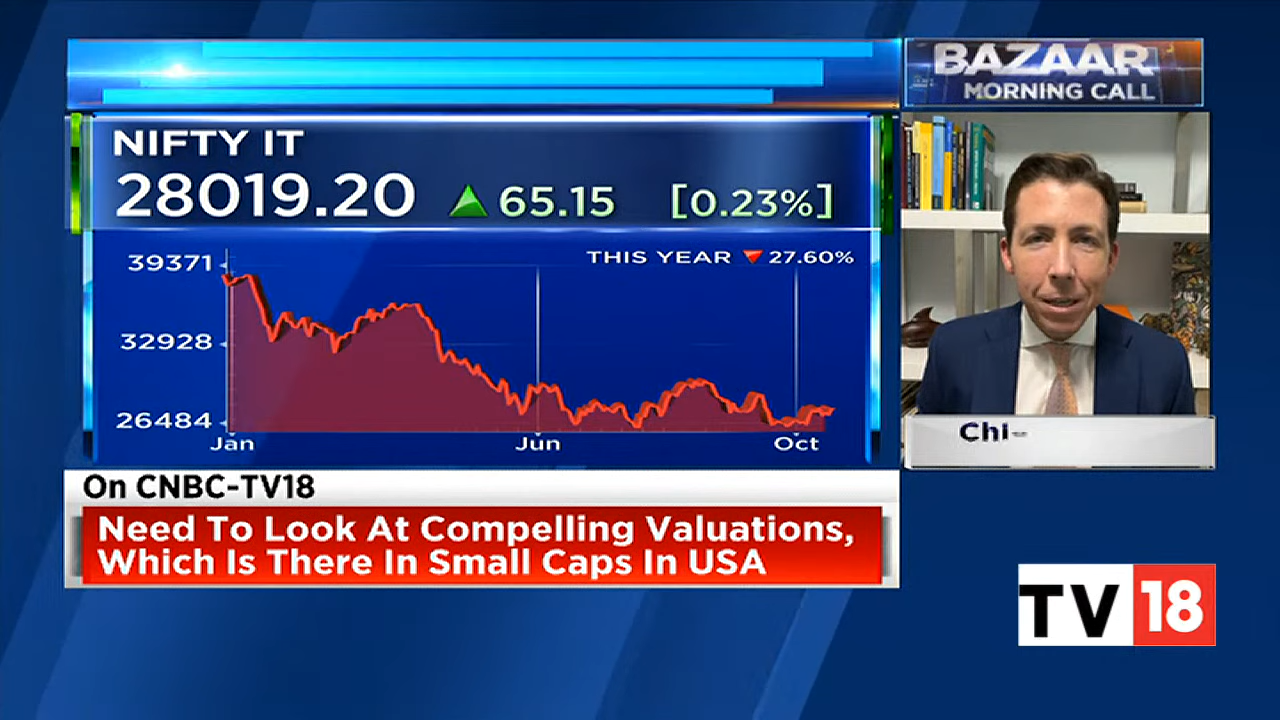 BAZAAR
MORNING CALL
NIFTY IT
28019.20 ▲ 65.15 [0.23%]
THIS YEAR ▼ 27.60%
39371
32928
26484
Jan Jun Oct
Chi
On CNBC-TV18
Need To Look At Compelling Valuations,
Which Is There In Small Caps In USA
TV18